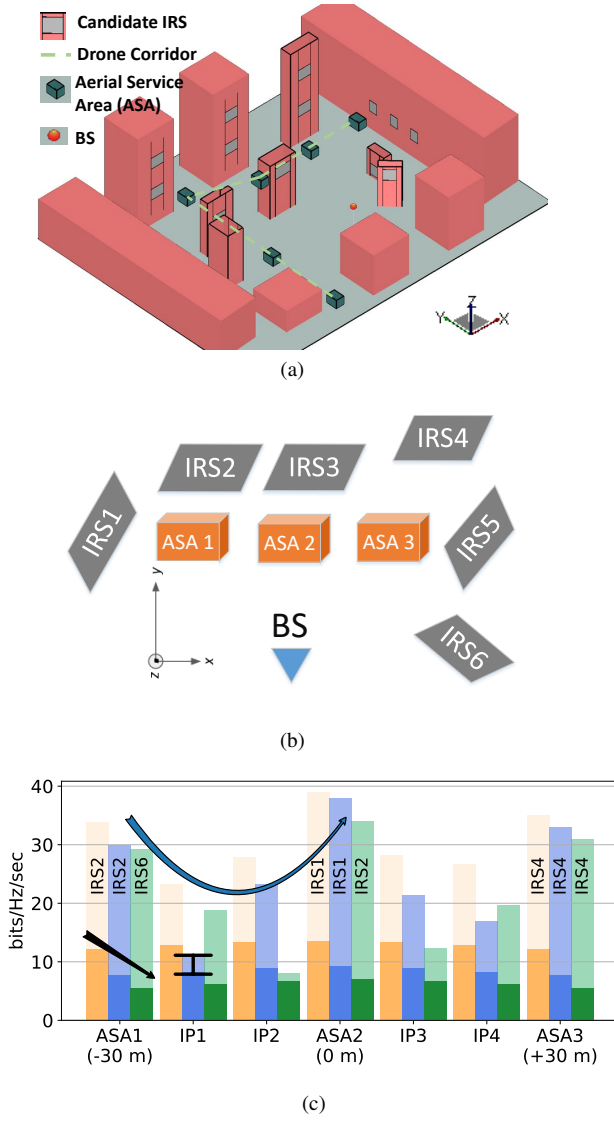 Candidate IRS
Drone Corridor
Aerial Service
Area (ASA)
BS
Z
Y
X
(a)
IRS1
IRS2
IRS3
IRS4
ASA 1
ASA 2
ASA 3
IRS5
IRS6
BS
y
z
x
(b)
bits/Hz/sec
40
30
20
10
0
IRS2
IRS2
IRS6
IRS1
IRS1
IRS2
IRS4
IRS4
IRS4
ASA1 IP1 IP2 ASA2 IP3 IP4 ASA3
(-30 m) (0 m) (+30 m)
(c)